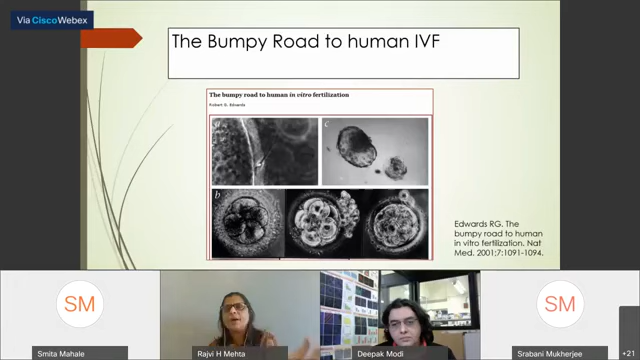 Via Cisco Webex
The Bumpy Road to human IVF
The bumpy road to human in vitro fertilization
Robert G. Edwards
a
c
b
Edwards RG. The
bumpy road to human
in vitro fertilization. Nat
Med. 2001;7:1091-1094.
SM
SM
Smita Mahale
Rajvi H Mehta
Deepak Modi
Srabani Mukherjee
+21